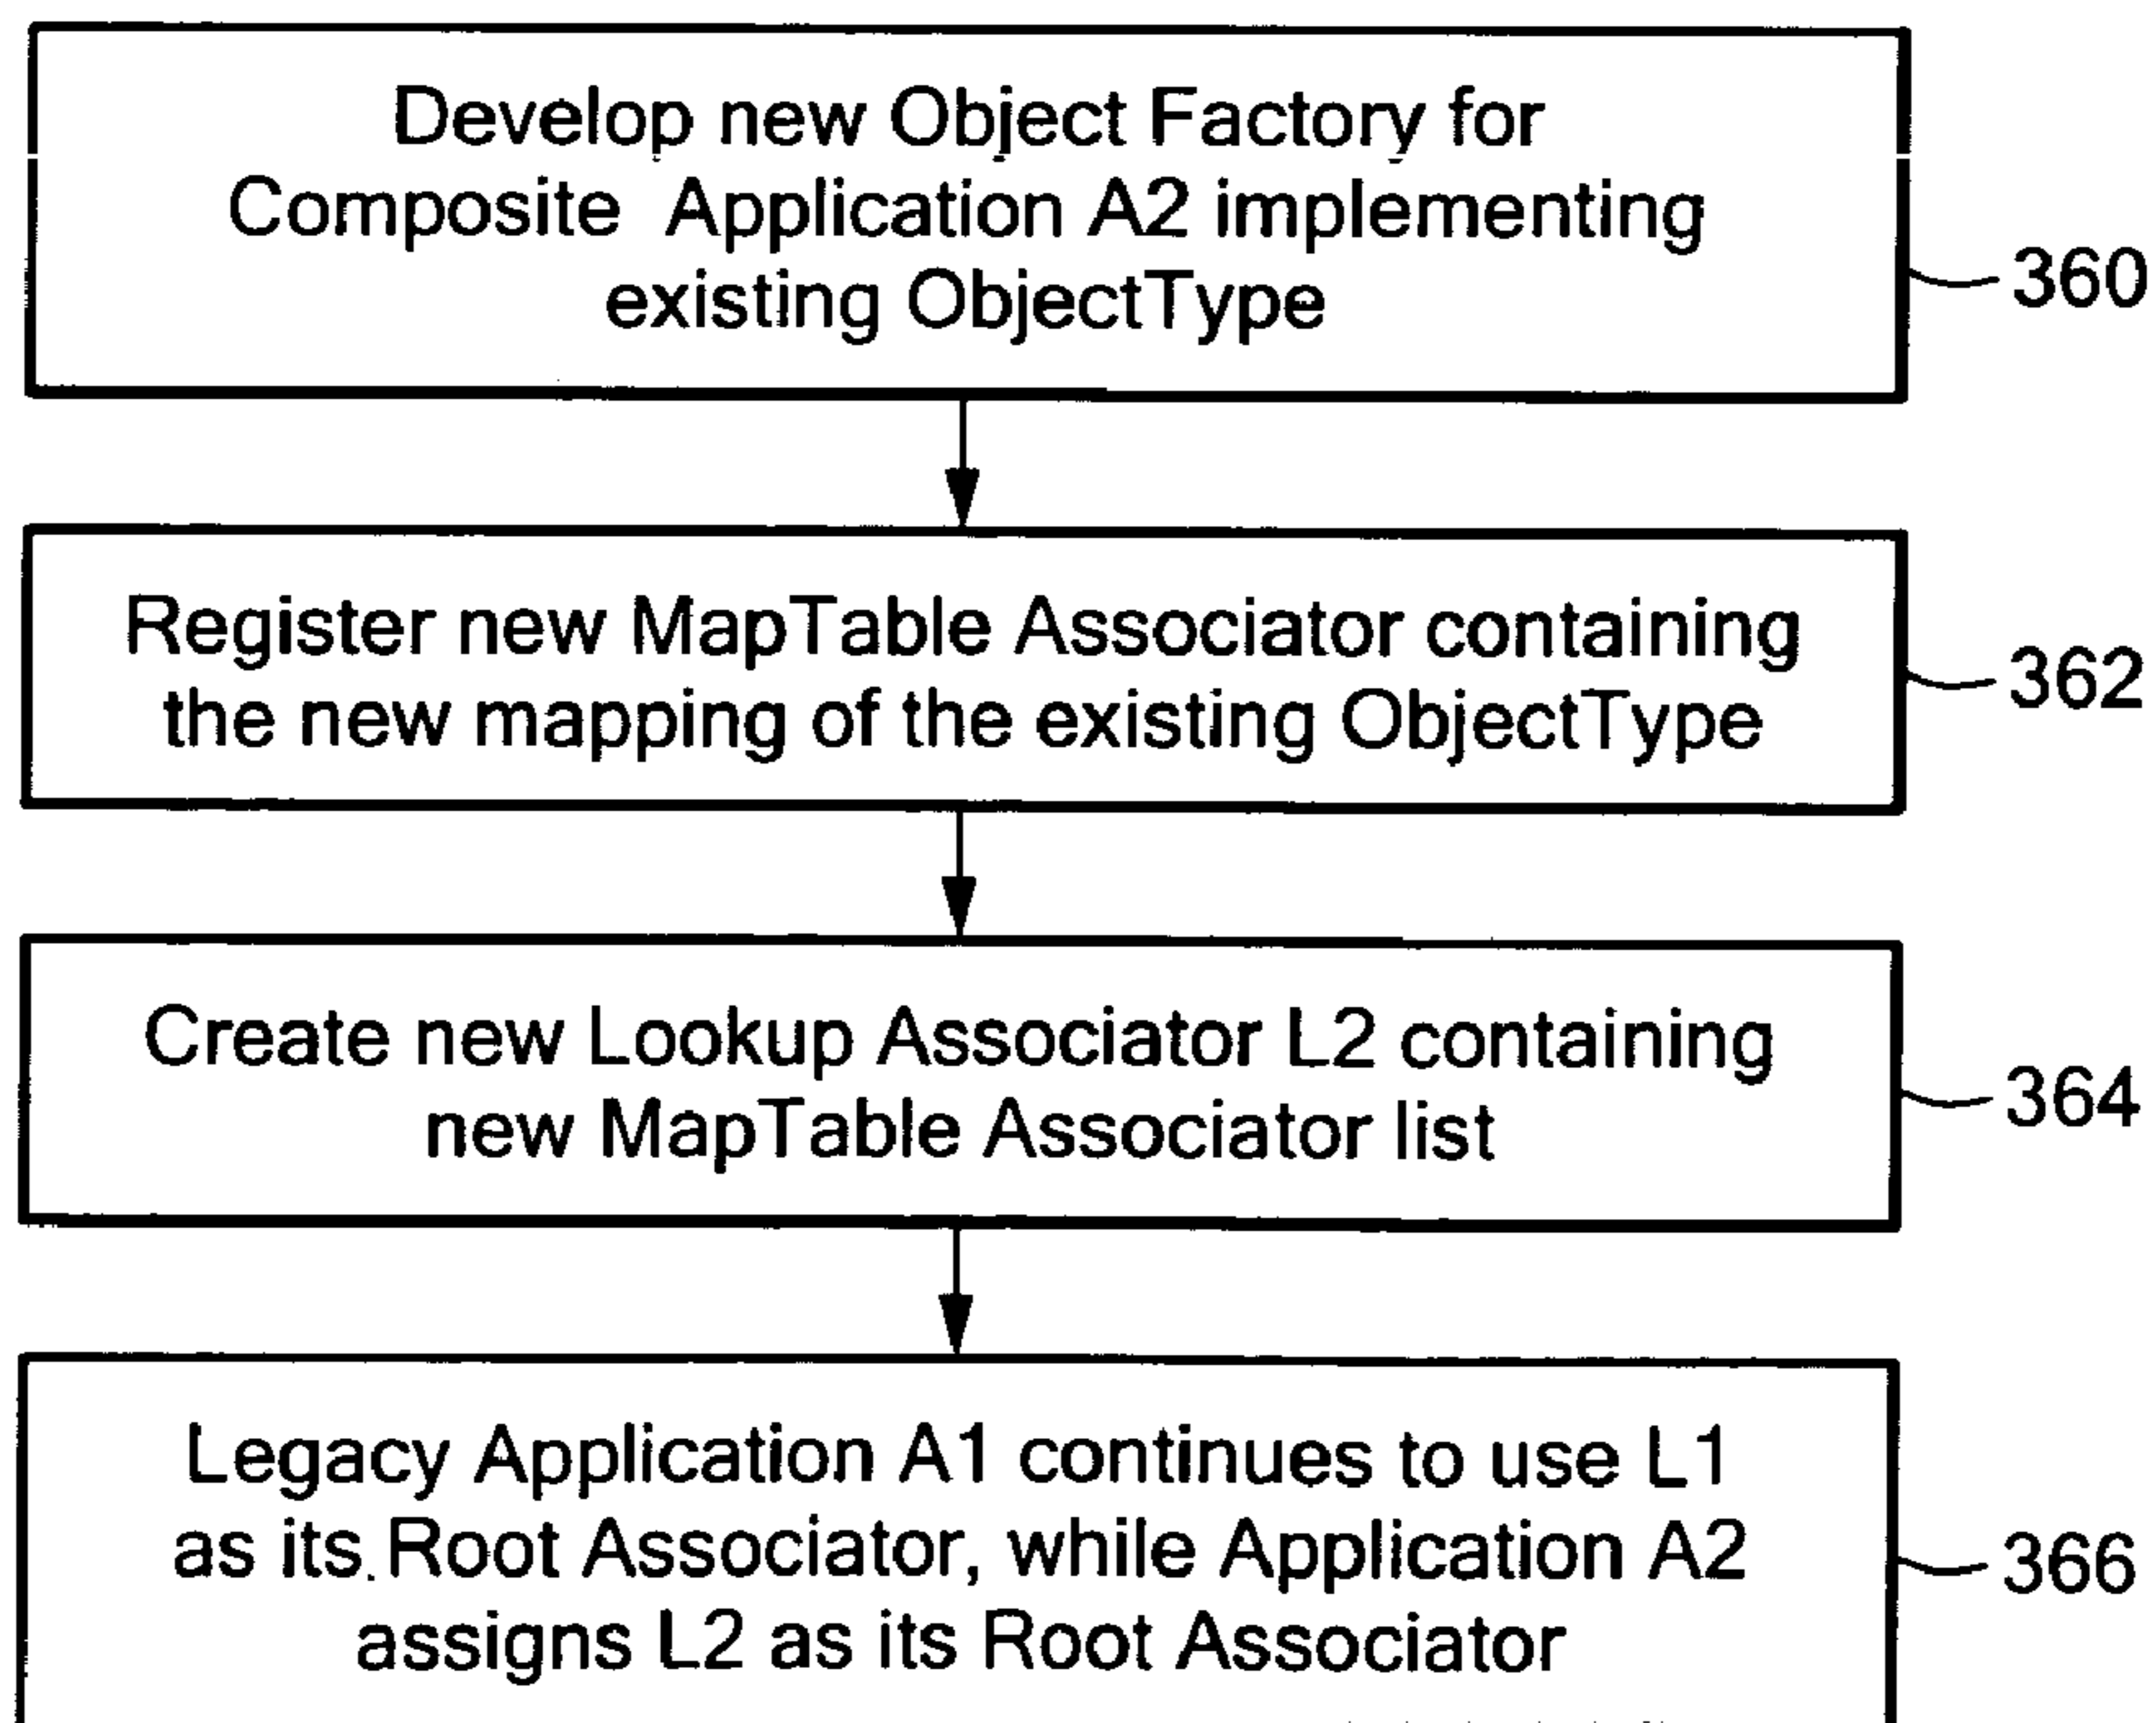 Develop new Object Factory for
Composite Application A2 implementing
existing ObjectType
360
Register new MapTable Associator containing
the new mapping of the existing ObjectType
362
Create new Lookup Associator L2 containing
new MapTable Associator list
364
Legacy Application A1 continues to use L1
as its Root Associator, while Application A2
assigns L2 as its Root Associator
366